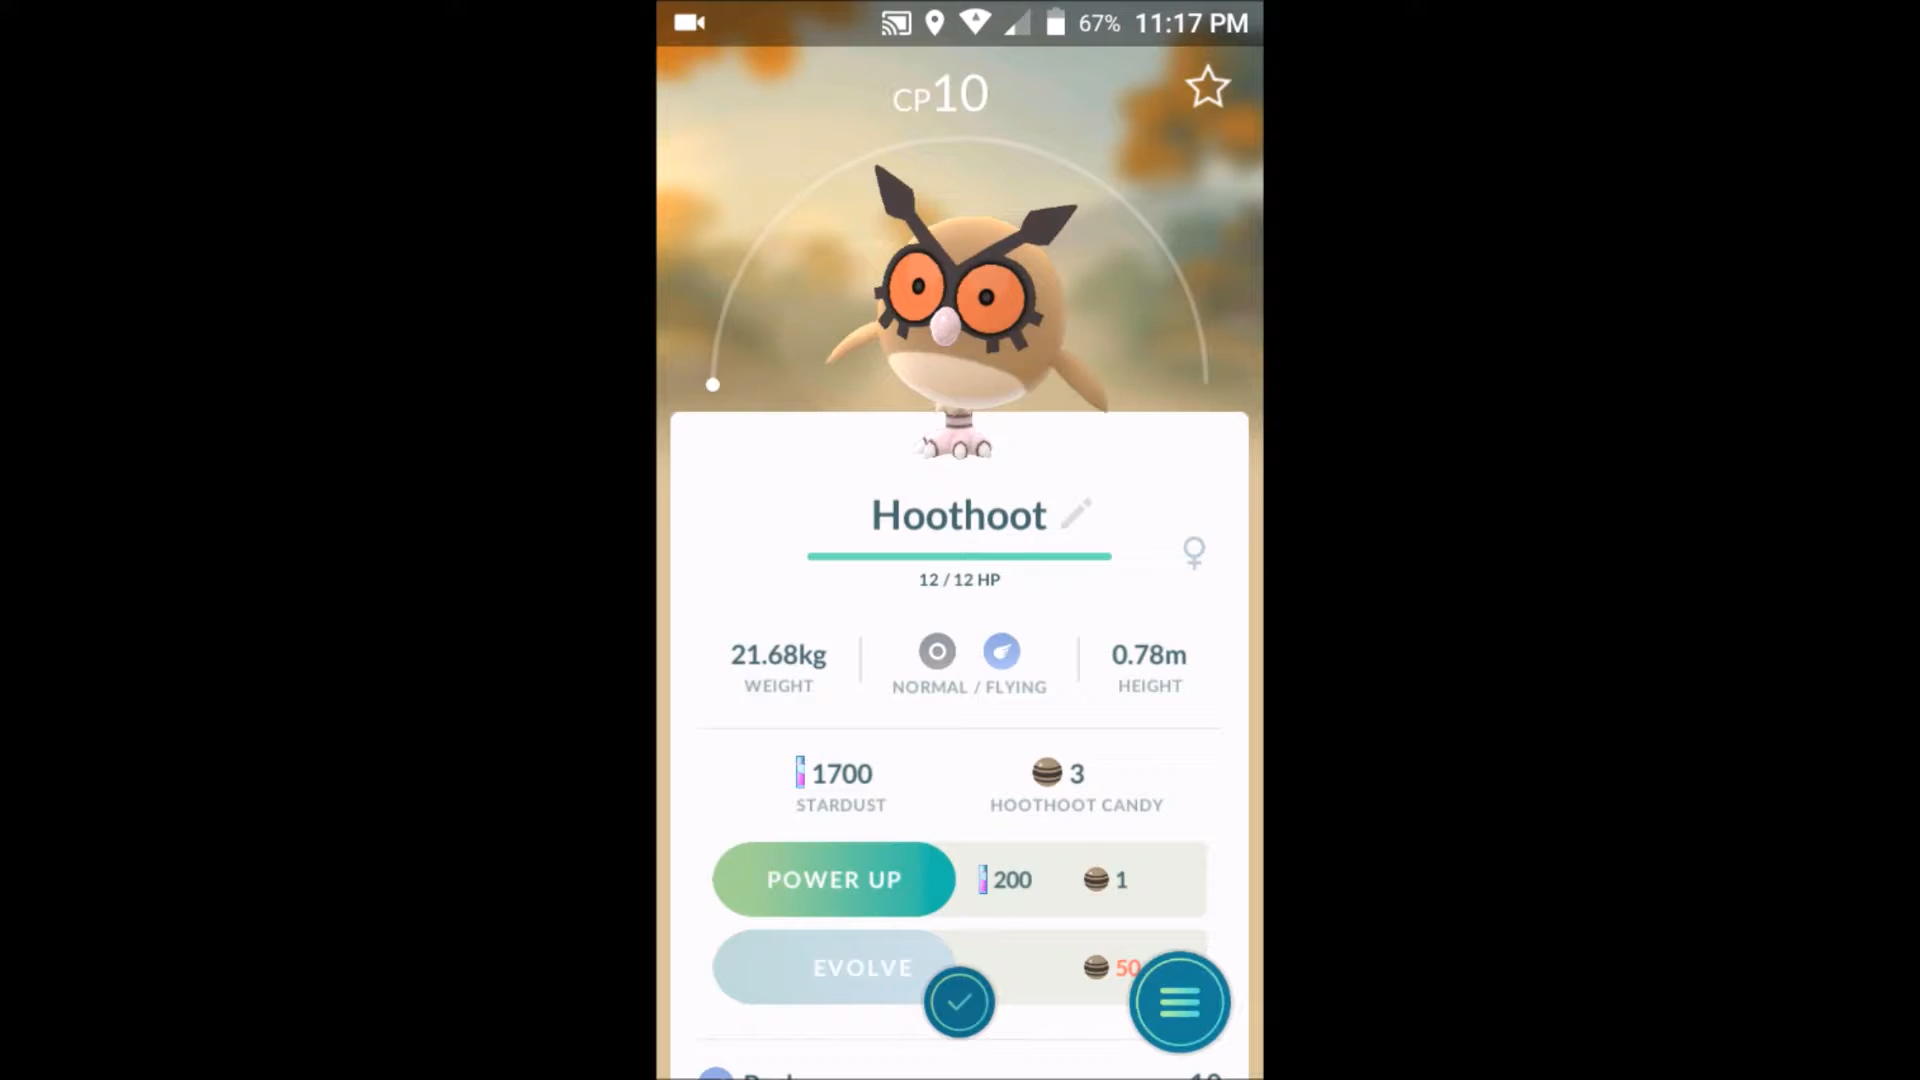 67% 11:17 PM
CP10
Hoothoot
12 / 12 HP
21.68kg
WEIGHT
NORMAL / FLYING
0.78m
HEIGHT
1700
STARDUST
3
HOOTHOOT CANDY
POWER UP 200 1
EVOLVE 50